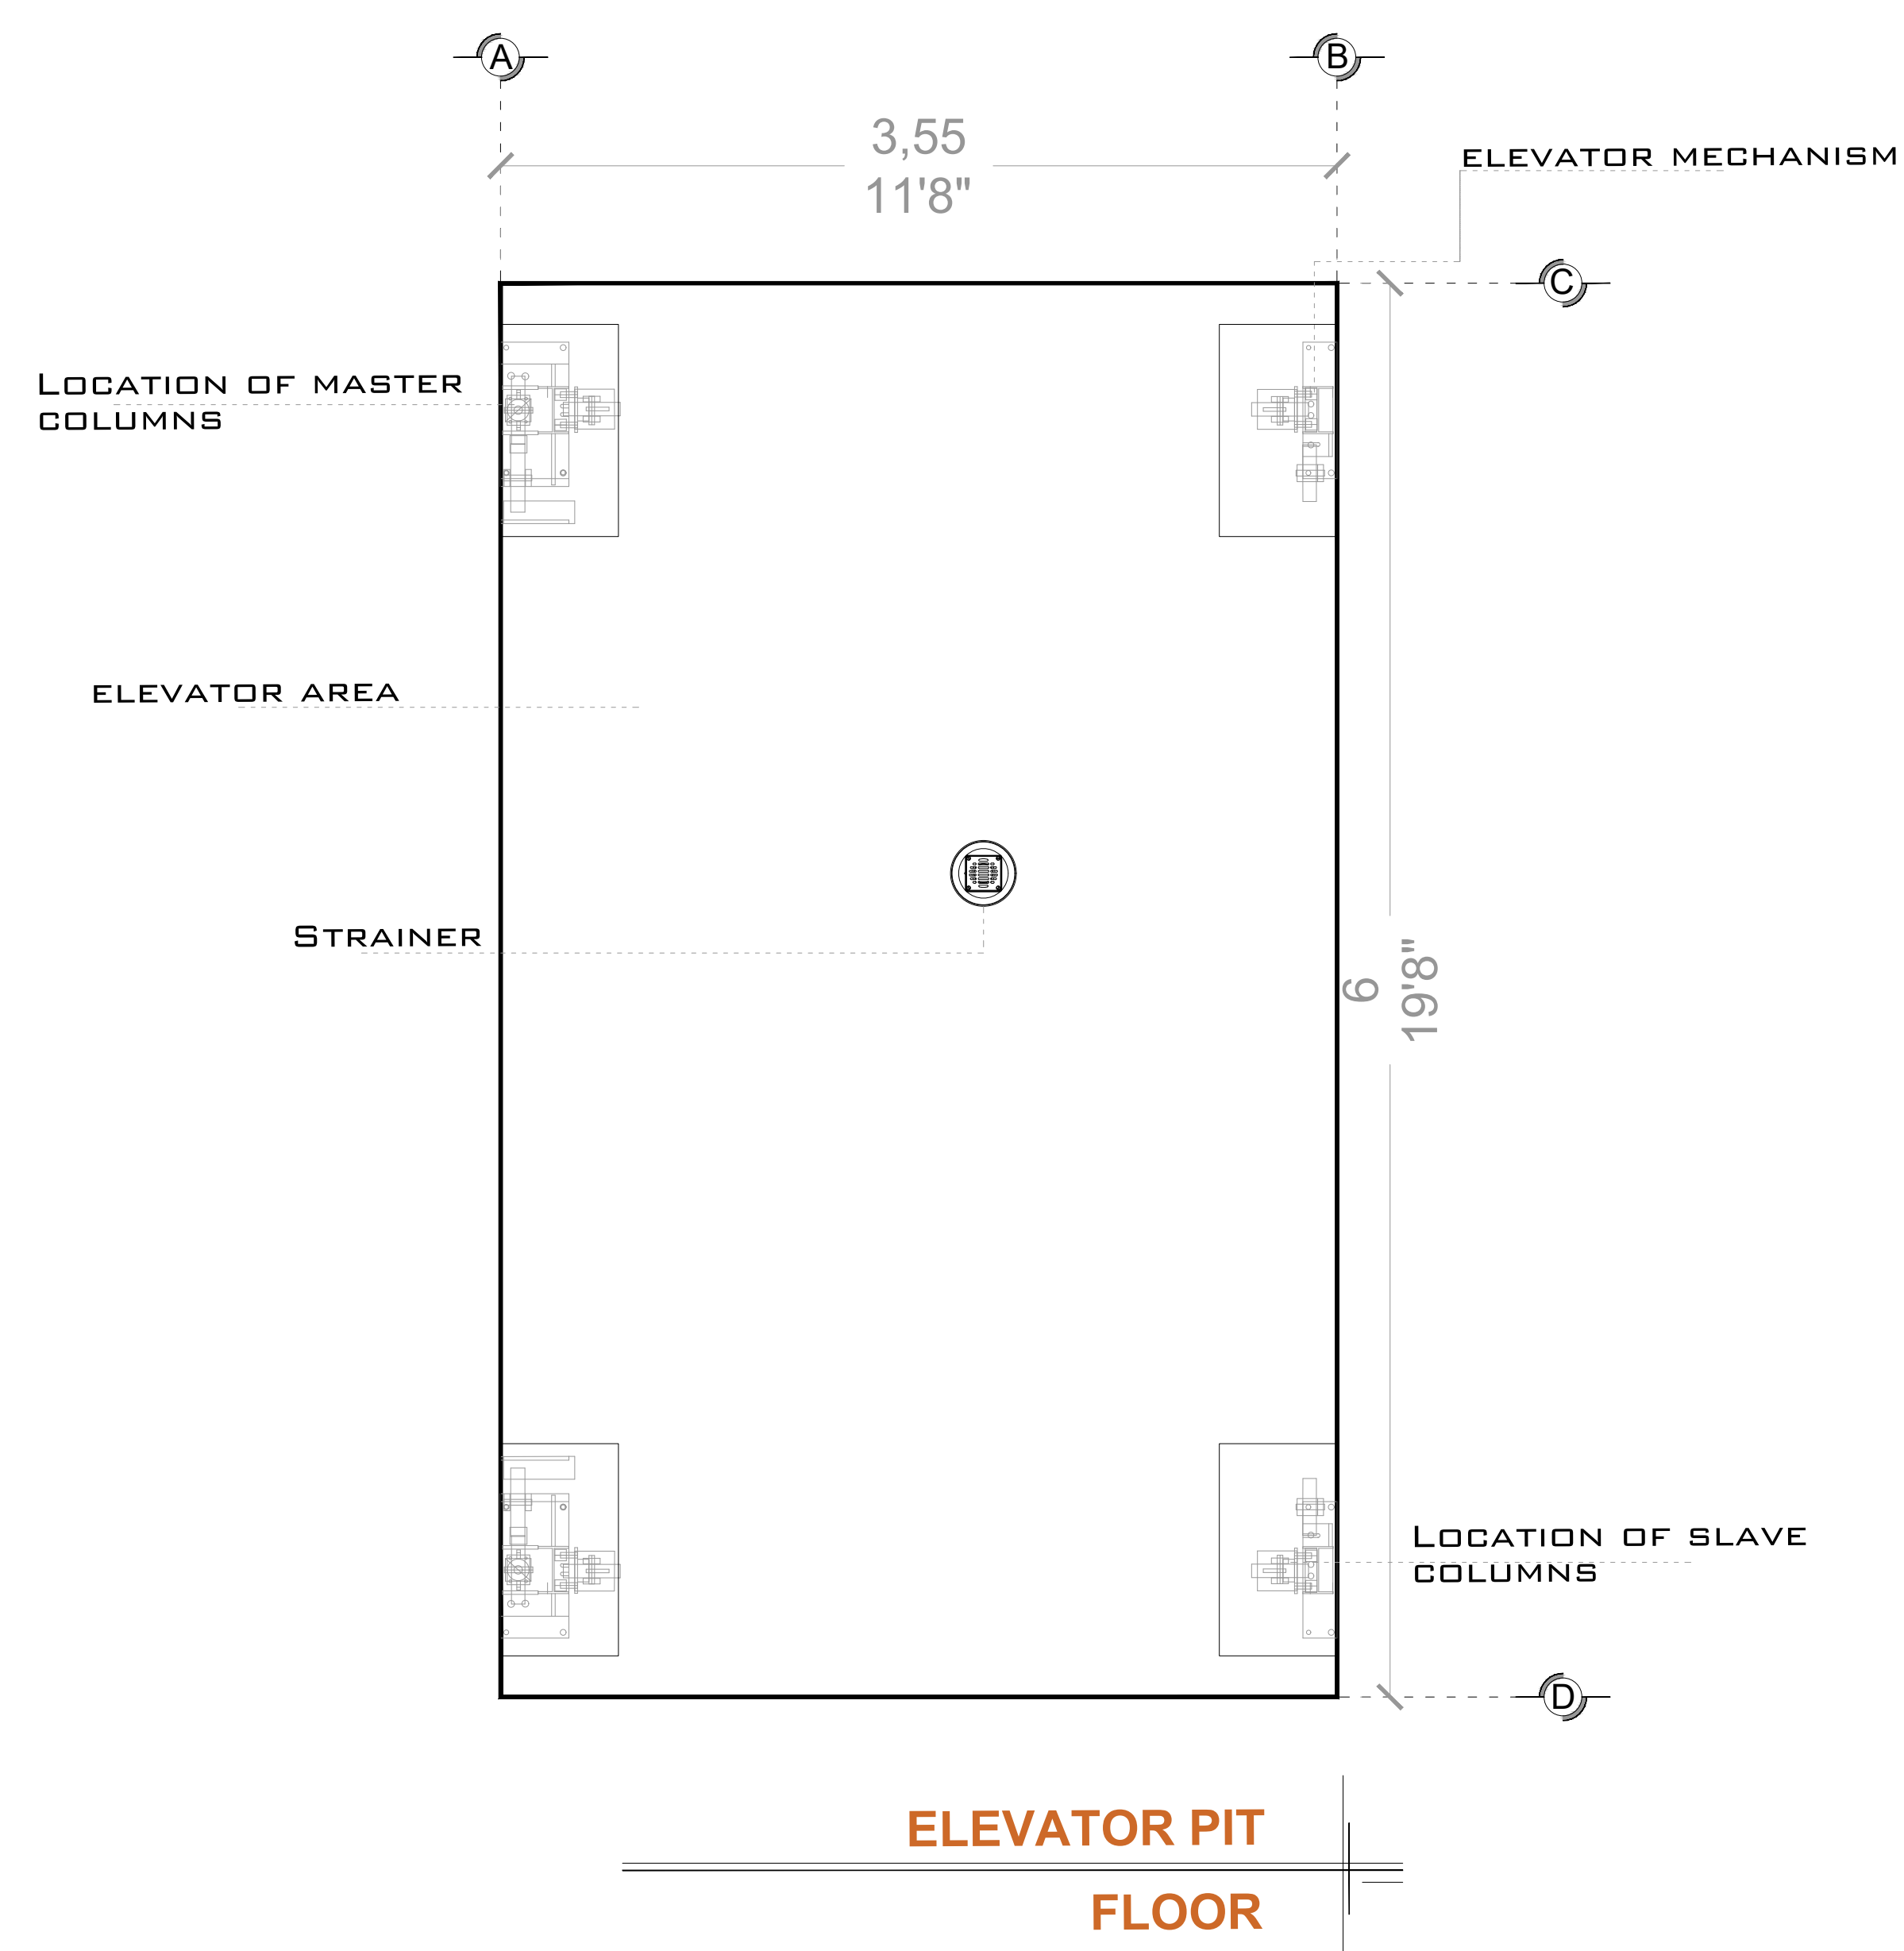 A
B
3,55
11'8"
ELEVATOR MECHANISM
C
LOCATION OF MASTER
COLUMNS
ELEVATOR AREA
STRAINER
6
19'8"
LOCATION OF SLAVE
COLUMNS
D
ELEVATOR PIT
FLOOR